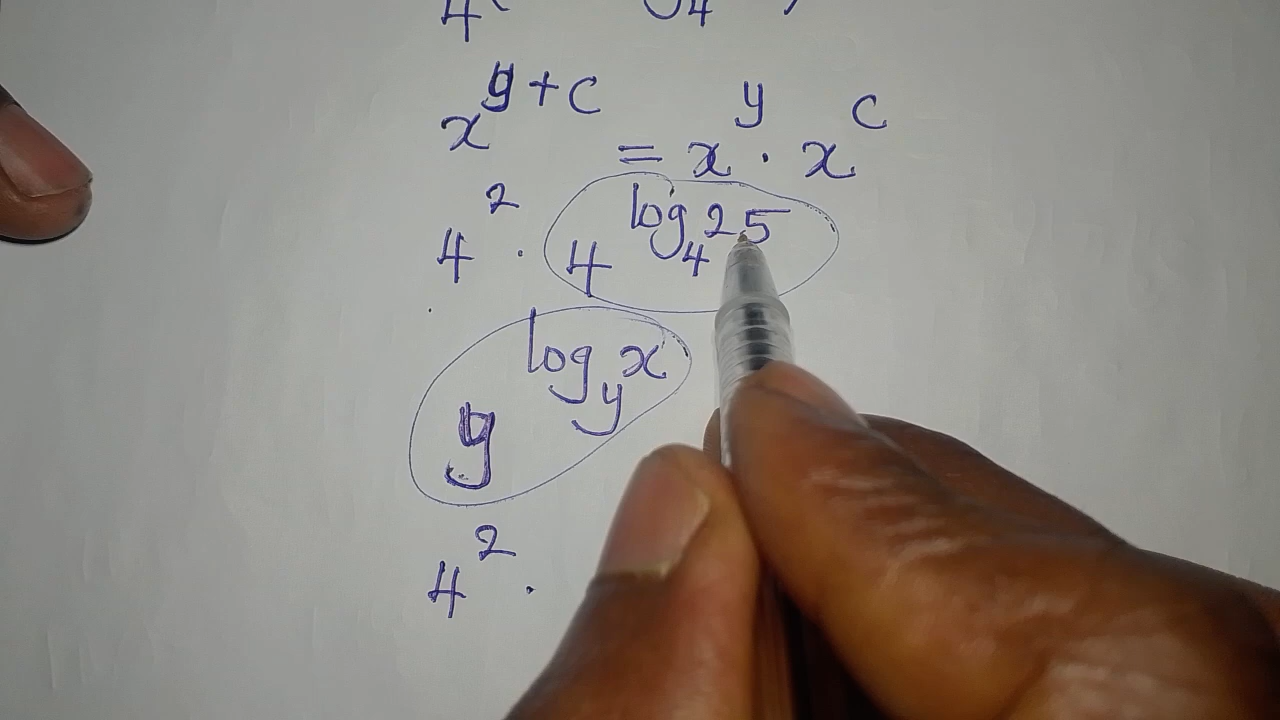 x^{y+c} = x^y · x^c
4^2 · 4^{log_4 25}
y^{log_y x}
4^2 ·